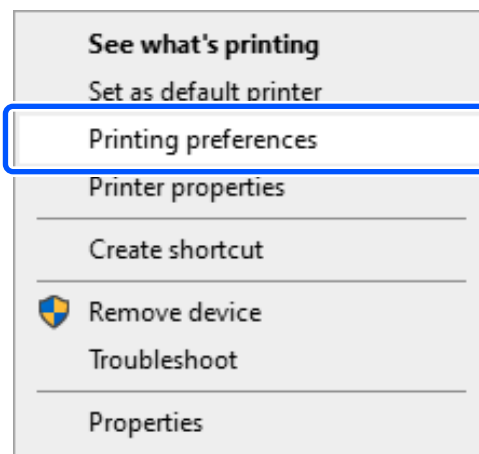 See what's printing
Set as default printer
Printing preferences
Printer properties
Create shortcut
Remove device
Troubleshoot
Properties